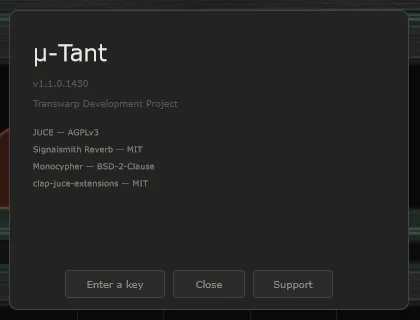 μ-Tant
v1.1.0.1450
Transwarp Development Project
JUCE — AGPLv3
Signalsmith Reverb — MIT
Monocypher — BSD-2-Clause
clap-juce-extensions — MIT
Enter a key Close Support